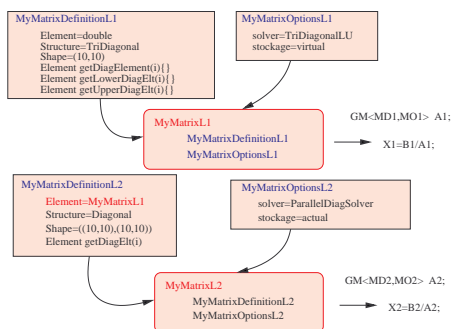 MyMatrixDefinitionL1
Element=double
Structure=TriDiagonal
Shape=(10,10)
Element getDiagElement(i){}
Element getLowerDiagElt(i){}
Element getUpperDiagElt(i){}
MyMatrixOptionsL1
solver=TriDiagonalLU
stockage=virtual
MyMatrixL1
MyMatrixDefinitionL1
MyMatrixOptionsL1
GM<MD1,MO1> A1;
X1=B1/A1;
MyMatrixDefinitionL2
Element=MyMatrixL1
Structure=Diagonal
Shape=((10,10),(10,10))
Element getDiagElt(i)
MyMatrixOptionsL2
solver=ParallelDiagSolver
stockage=actual
MyMatrixL2
MyMatrixDefinitionL2
MyMatrixOptionsL2
GM<MD2,MO2> A2;
X2=B2/A2;